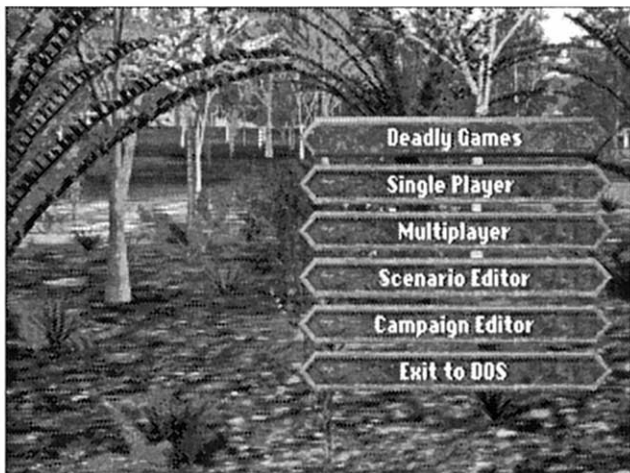 Deadly Games
Single Player
Multiplayer
Scenario Editor
Campaign Editor
Exit to DOS